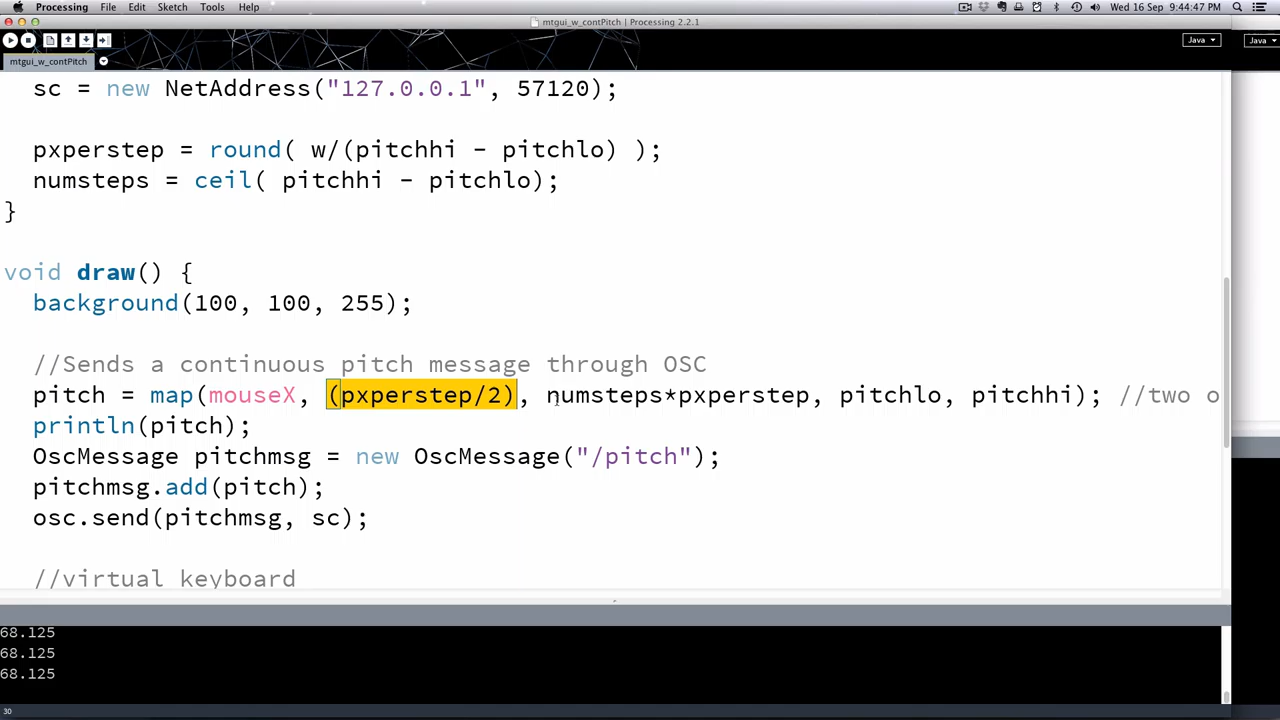 Processing File Edit Sketch Tools Help Wed 16 Sep 9:44:47
mtgui_w_contPitch | Processing 2.2.1
Java Java
mtgui_w_contPitch
sc = new NetAddress("127.0.0.1", 57120);
pxperstep = round( w/(pitchhi - pitchlo) );
numsteps = ceil( pitchhi - pitchlo);
}
void draw() {
background(100, 100, 255);
//Sends a continuous pitch message through OSC
pitch = map(mouseX, (pxperstep/2), numsteps*pxperstep, pitchlo, pitchhi); //two o
println(pitch);
OscMessage pitchmsg = new OscMessage("/pitch");
pitchmsg.add(pitch);
osc.send(pitchmsg, sc);
//virtual keyboard
68.125
68.125
68.125
30